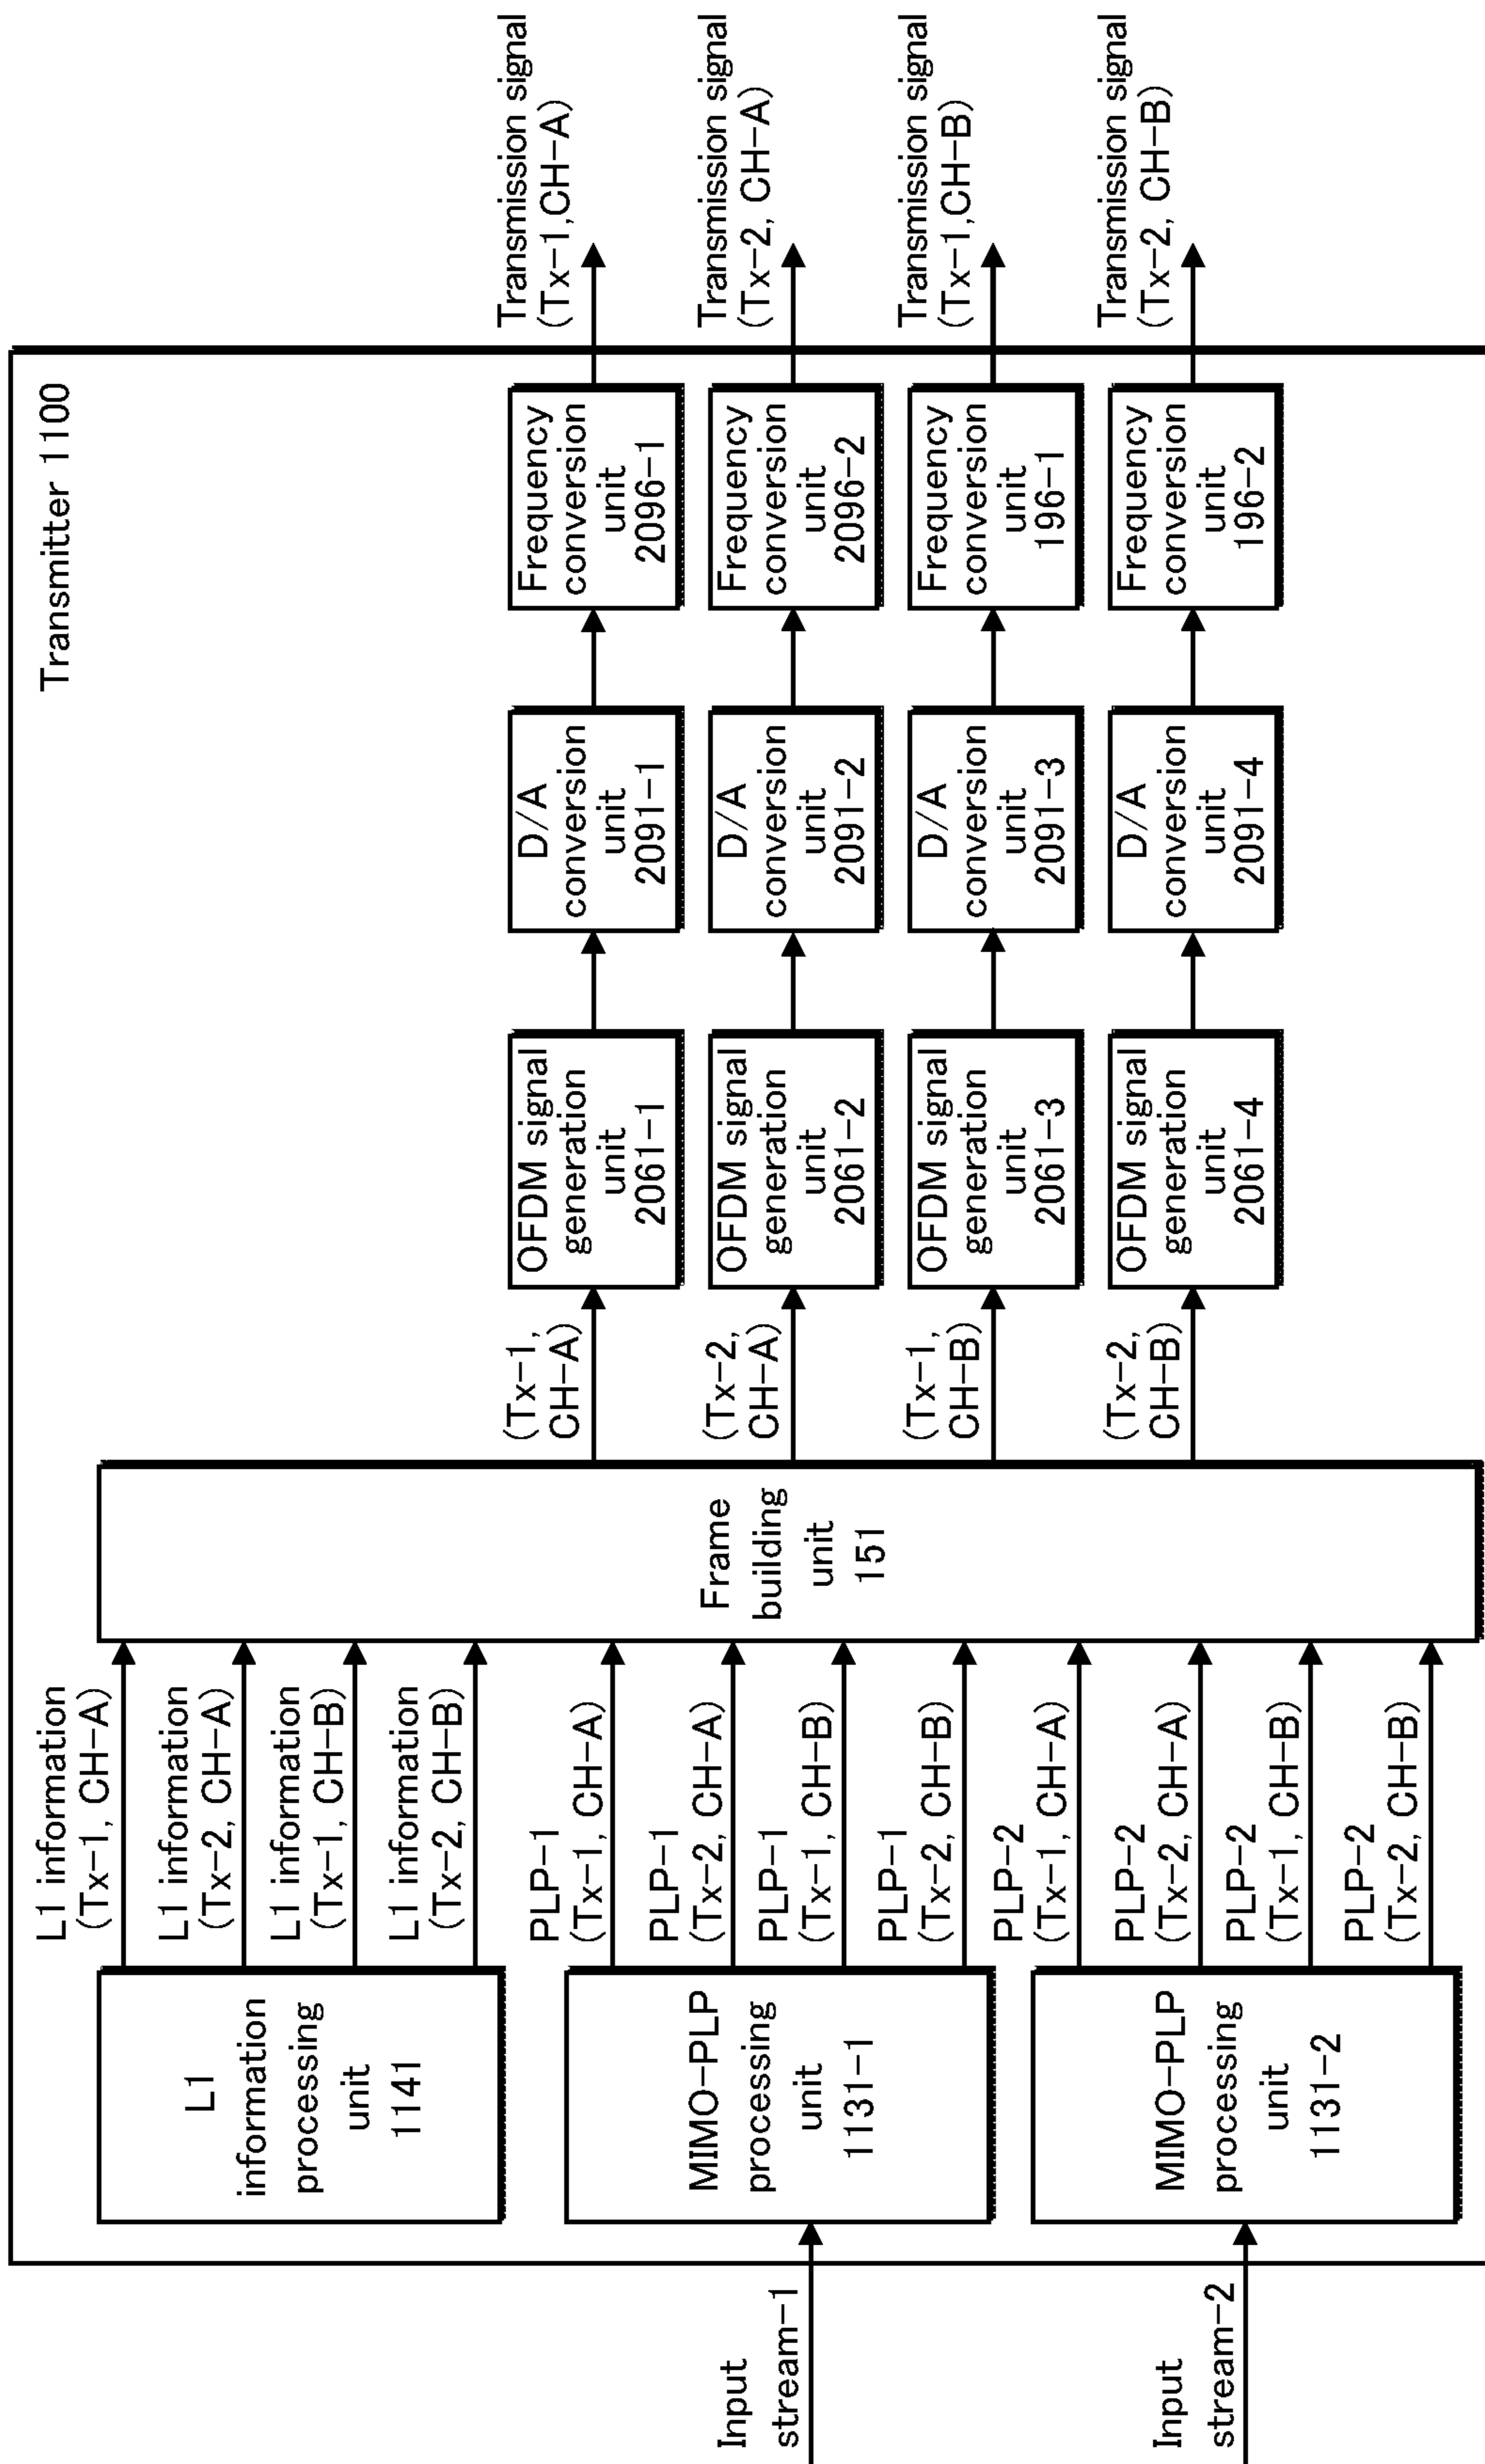 Transmitter 1100
Input
stream-1
Input
stream-2
L1
information
processing
unit
1141
MIMO-PLP
processing
unit
1131-1
MIMO-PLP
processing
unit
1131-2
L1 information
(Tx-1, CH-A)
L1 information
(Tx-2, CH-A)
L1 information
(Tx-1, CH-B)
L1 information
(Tx-2, CH-B)
PLP-1
(Tx-1, CH-A)
PLP-1
(Tx-2, CH-A)
PLP-1
(Tx-1, CH-B)
PLP-1
(Tx-2, CH-B)
PLP-2
(Tx-1, CH-A)
PLP-2
(Tx-2, CH-A)
PLP-2
(Tx-1, CH-B)
PLP-2
(Tx-2, CH-B)
Frame
building
unit
151
(Tx-1,
CH-A)
(Tx-2,
CH-A)
(Tx-1,
CH-B)
(Tx-2,
CH-B)
OFDM signal
generation
unit
2061-1
OFDM signal
generation
unit
2061-2
OFDM signal
generation
unit
2061-3
OFDM signal
generation
unit
2061-4
D/A
conversion
unit
2091-1
D/A
conversion
unit
2091-2
D/A
conversion
unit
2091-3
D/A
conversion
unit
2091-4
Frequency
conversion
unit
2096-1
Frequency
conversion
unit
2096-2
Frequency
conversion
unit
196-1
Frequency
conversion
unit
196-2
Transmission signal
(Tx-1,CH-A)
Transmission signal
(Tx-2, CH-A)
Transmission signal
(Tx-1,CH-B)
Transmission signal
(Tx-2, CH-B)